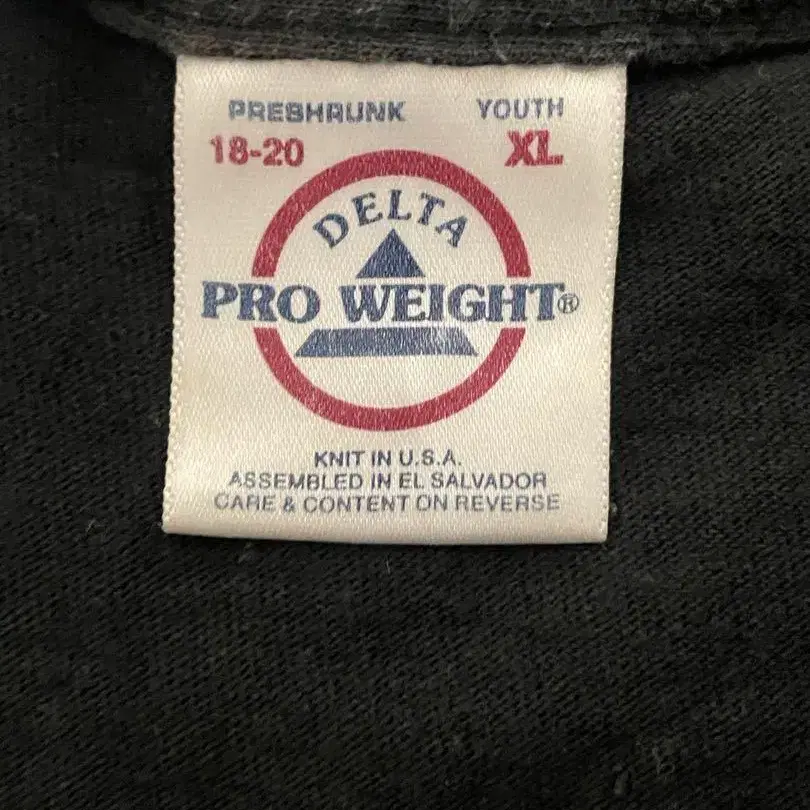 PRESHRUNK YOUTH
18-20 XL
DELTA
PRO WEIGHT®
KNIT IN U.S.A.
ASSEMBLED IN EL SALVADOR
CARE & CONTENT ON REVERSE